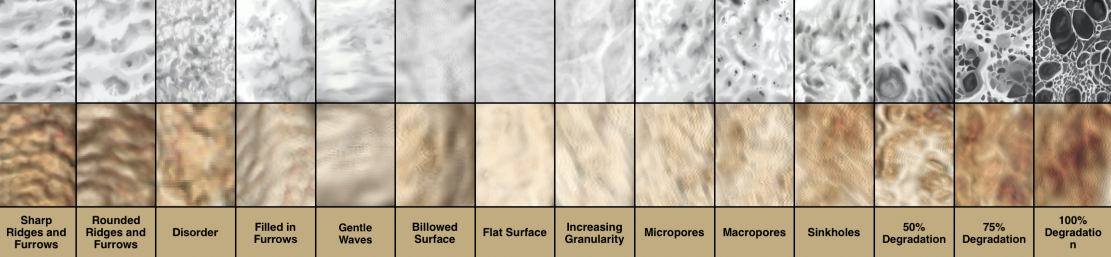 Sharp
Ridges and
Furrows
Rounded
Ridges and
Furrows
Disorder
Filled in
Furrows
Gentle
Waves
Billowed
Surface
Flat Surface
Increasing
Granularity
Micropores
Macropores
Sinkholes
50%
Degradation
75%
Degradation
100%
Degradatio
n